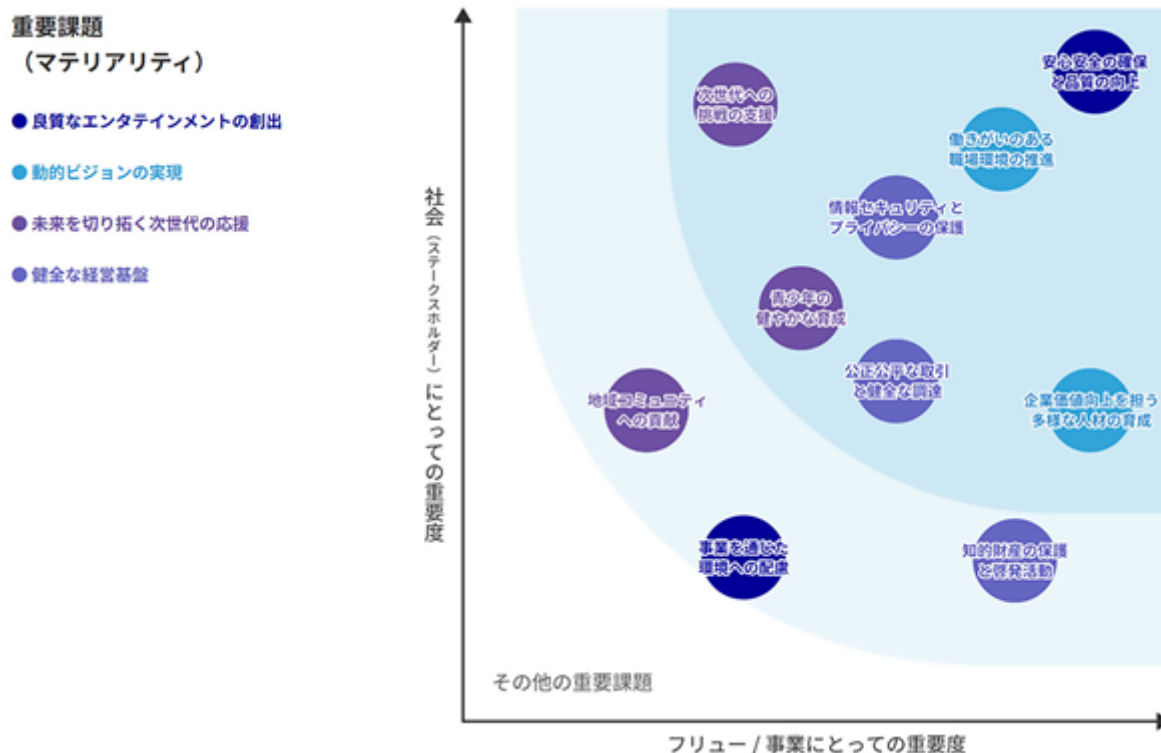 重要課題
（マテリアリティ）
● 良質なエンタテインメントの創出
● 動的ビジョンの実現
● 未来を切り拓く次世代の応援
● 健全な経営基盤
社会（ステークスホルダー）にとっての重要度
安心安全の確保
と品質の向上
次世代への
挑戦の支援
働きがいのある
職場環境の推進
情報セキュリティと
プライバシーの保護
青少年の
健やかな育成
公正公平な取引
と健全な調達
地域コミュニティ
への貢献
企業価値向上を担う
多様な人材の育成
事業を通じた
環境への配慮
知的財産の保護
と啓発活動
その他の重要課題
フリュー / 事業にとっての重要度